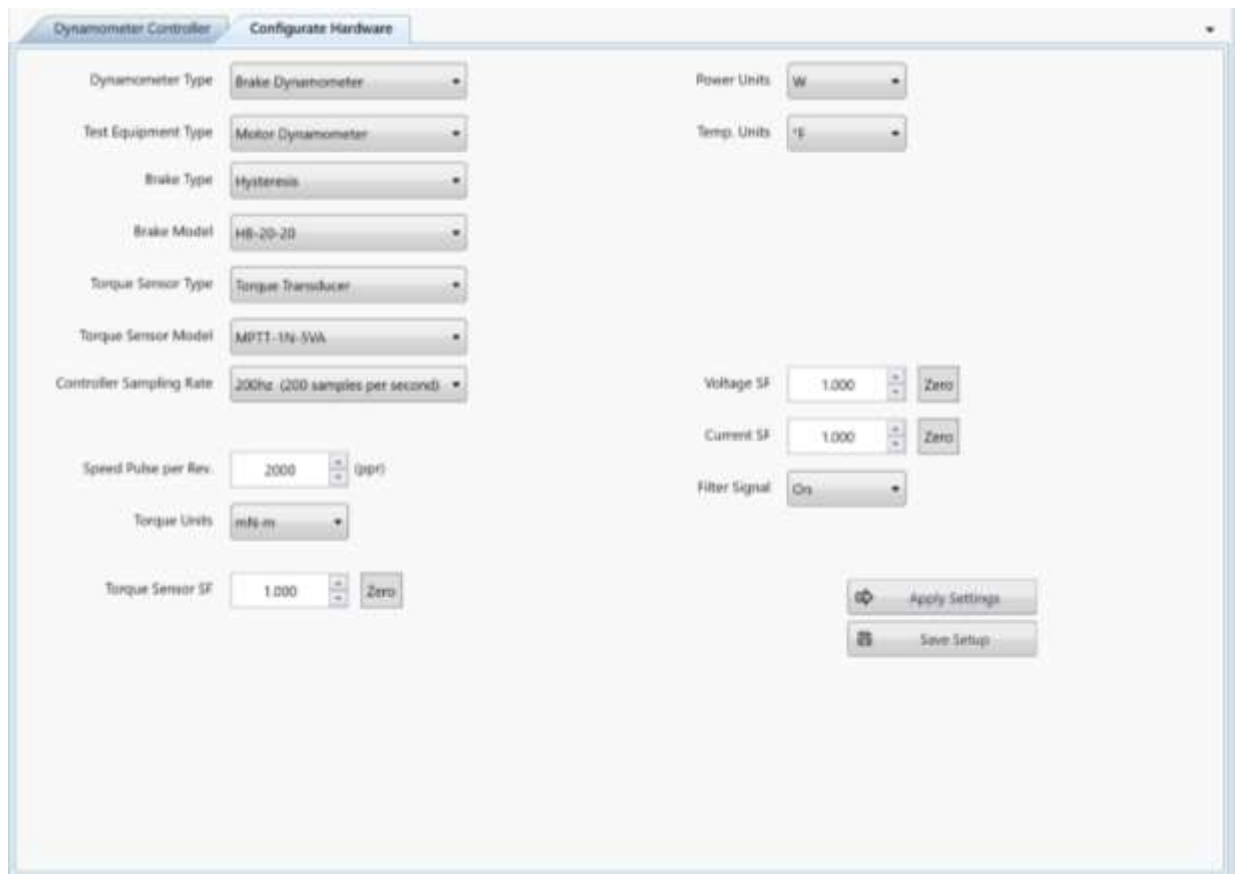 Dynamometer Controller
Configurate Hardware
Dynamometer Type Brake Dynamometer
Power Units W
Test Equipment Type Motor Dynamometer
Temp. Units °F
Brake Type Hysteresis
Brake Model HB-20-20
Torque Sensor Type Torque Transducer
Torque Sensor Model MPTT-1N-5VA
Controller Sampling Rate 200hz (200 samples per second)
Voltage SF 1.000 Zero
Current SF 1.000 Zero
Speed Pulse per Rev. 2000 (ppr)
Filter Signal On
Torque Units mN-m
Torque Sensor SF 1.000 Zero
Apply Settings
Save Setup